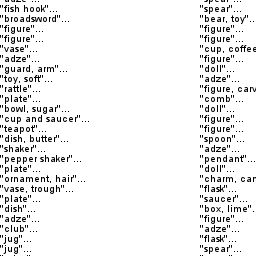 "fish hook"...
"broadsword"...
"figure"...
"figure"...
"vase"...
"adze"...
"guard, arm"...
"toy, soft"...
"rattle"...
"plate"...
"bowl, sugar"...
"cup and saucer"...
"teapot"...
"dish, butter"...
"shaker"...
"pepper shaker"...
"plate"...
"ornament, hair"...
"vase, trough"...
"plate"...
"dish"...
"adze"...
"club"...
"jug"...
"jug"...
"spear"...
"bear, toy"...
"figure"...
"figure"...
"cup, coffee
"figure"...
"doll"...
"adze"...
"figure,
"comb"...
"doll"...
"figure"...
"figure"...
"spoon"...
"adze"...
"pendant"...
"doll"...
"charm,
"flask"...
"saucer"...
"box, lime".
"figure"...
"adze"...
"flask"...
"spear"...